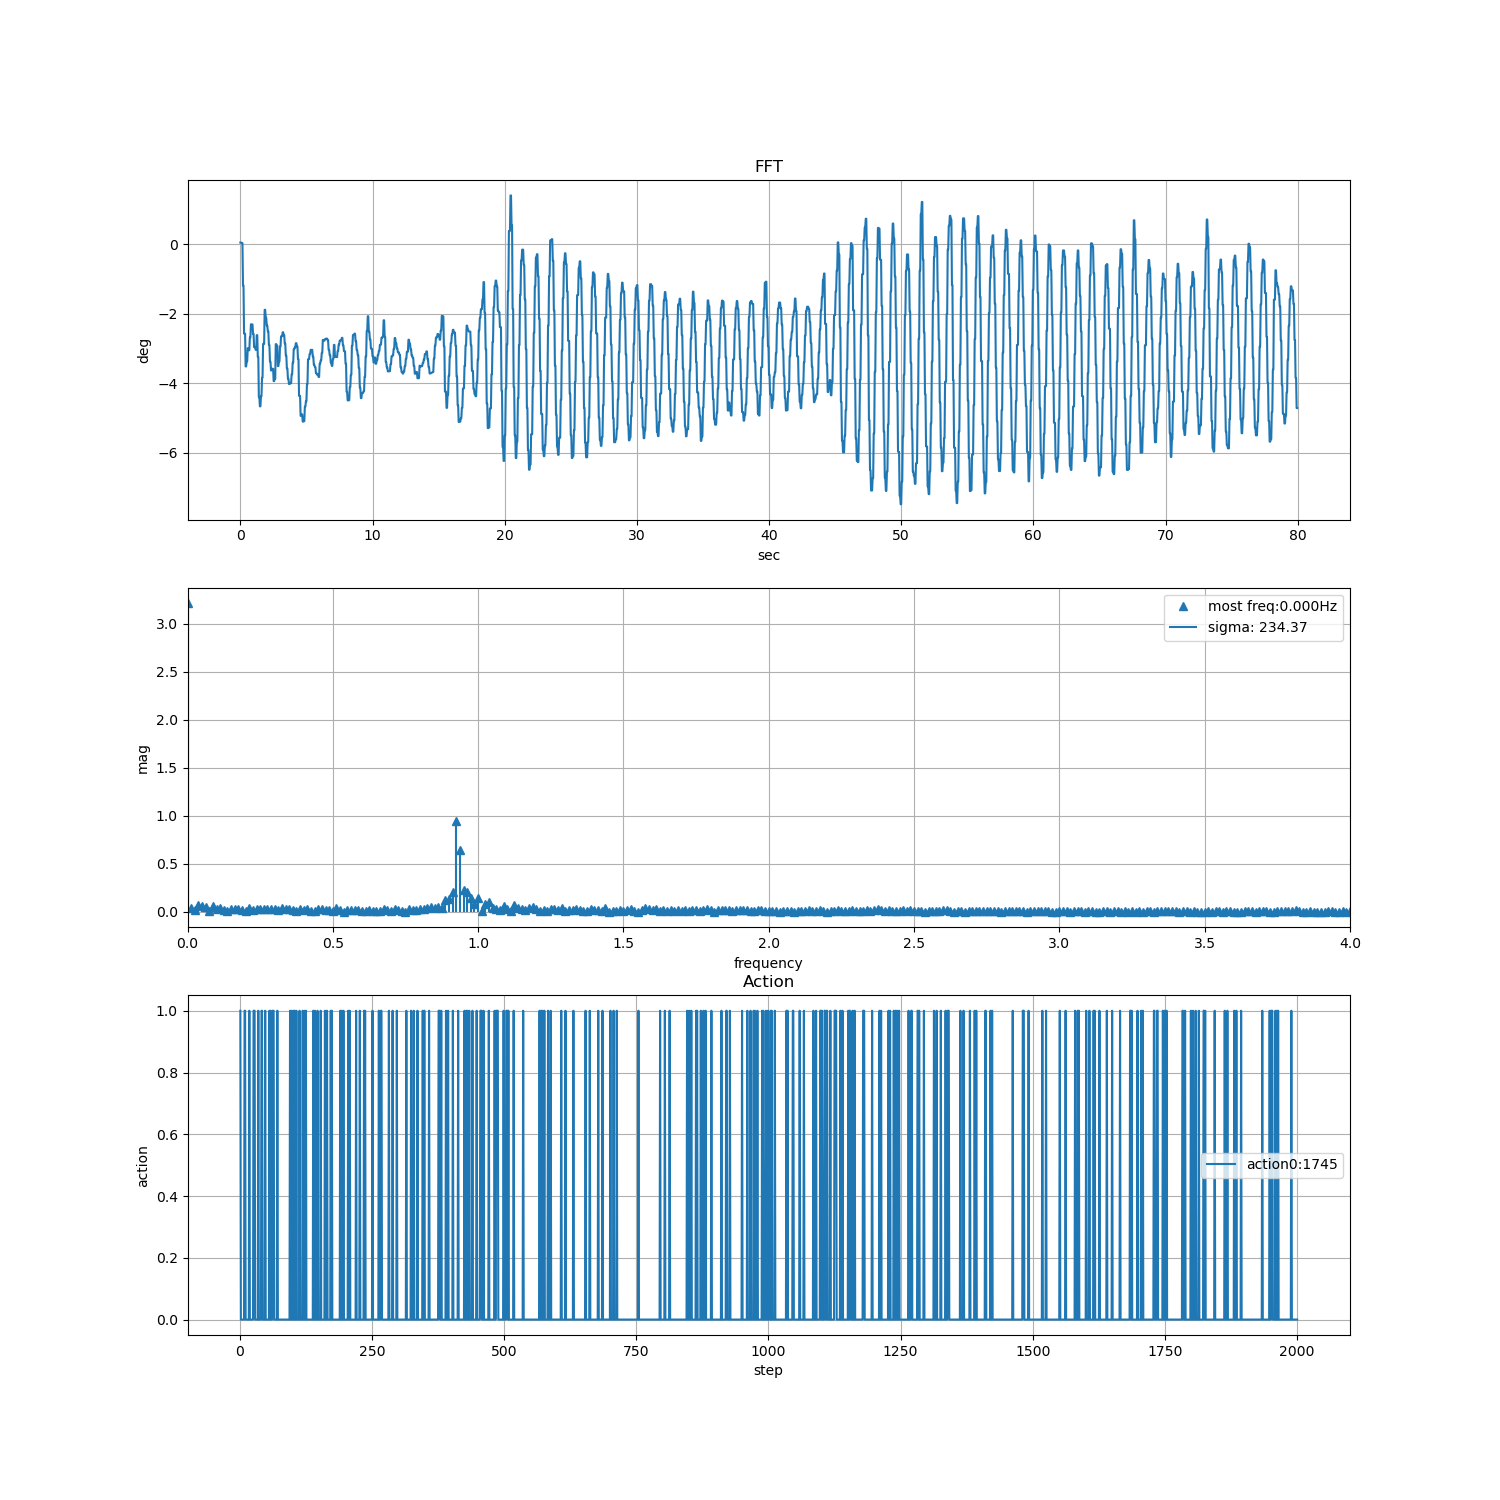 FFT
0
−2
−4
−6
deg
0 10 20 30 40 50 60 70 80
sec
most freq:0.000Hz
sigma: 234.37
3.0
2.5
2.0
1.5
1.0
0.5
0.0
mag
0.0 0.5 1.0 1.5 2.0 2.5 3.0 3.5 4.0
frequency
Action
1.0
0.8
0.6
0.4
0.2
0.0
action
action0:1745
0 250 500 750 1000 1250 1500 1750 2000
step